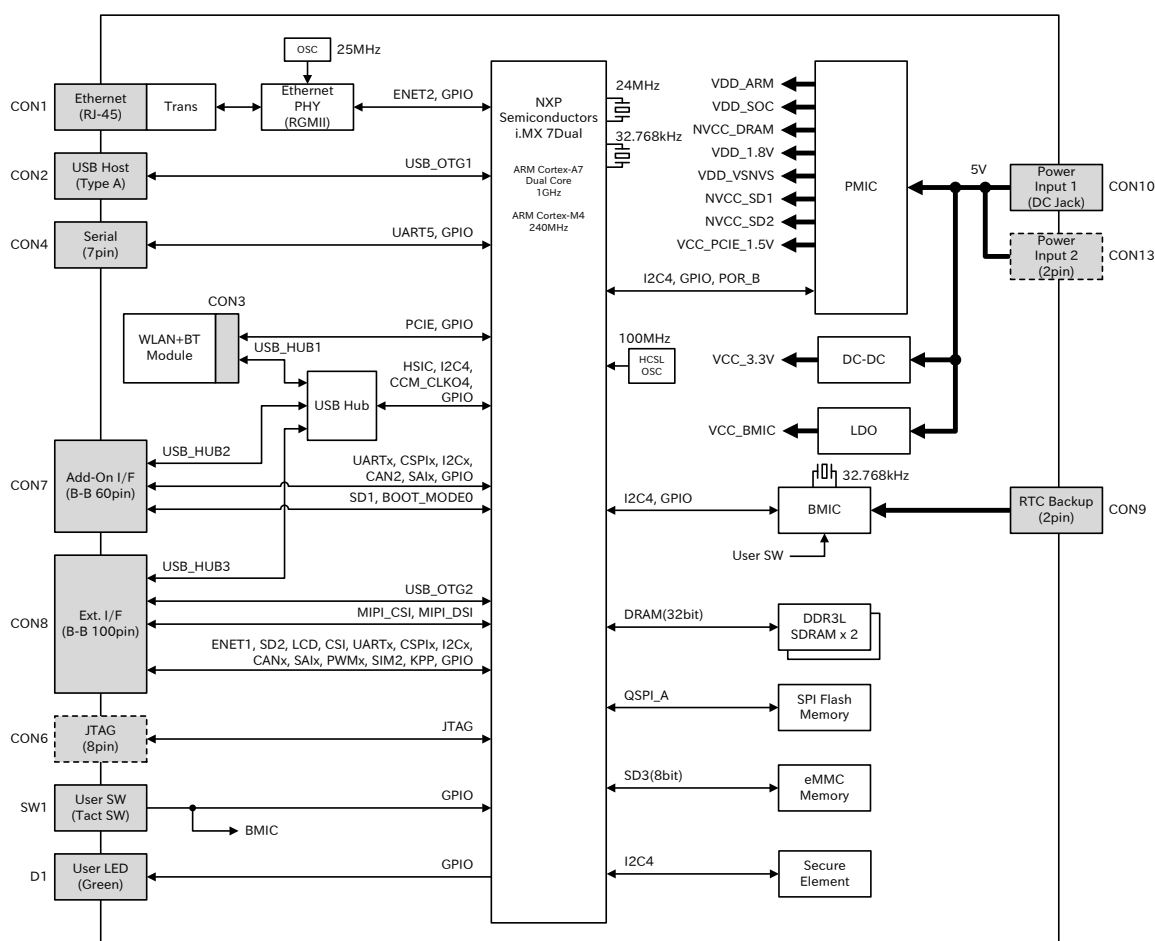 OSC
25MHz
CON1
Ethernet
(RJ-45)
Trans
Ethernet
PHY
(RGMII)
ENET2, GPIO
CON2
USB Host
(Type A)
USB_OTG1
CON4
Serial
(7pin)
UART5, GPIO
CON3
WLAN+BT
Module
PCIE, GPIO
USB_HUB1
USB Hub
HSIC, I2C4,
CCM_CLKO4,
GPIO
USB_HUB2
CON7
Add-On I/F
(B-B 60pin)
UARTx, CSPIx, I2Cx,
CAN2, SAIx, GPIO
SD1, BOOT_MODE0
USB_HUB3
CON8
Ext. I/F
(B-B 100pin)
USB_OTG2
MIPI_CSI, MIPI_DSI
ENET1, SD2, LCD, CSI, UARTx, CSPIx, I2Cx,
CANx, SAIx, PWMx, SIM2, KPP, GPIO
CON6
JTAG
(8pin)
JTAG
SW1
User SW
(Tact SW)
GPIO
BMIC
D1
User LED
(Green)
GPIO
NXP
Semiconductors
i.MX 7Dual
ARM Cortex-A7
Dual Core
1GHz
ARM Cortex-M4
240MHz
24MHz
32.768kHz
VDD_ARM
VDD_SOC
NVCC_DRAM
VDD_1.8V
VDD_VSNVS
NVCC_SD1
NVCC_SD2
VCC_PCIE_1.5V
PMIC
I2C4, GPIO, POR_B
5V
Power
Input 1
(DC Jack)
CON10
Power
Input 2
(2pin)
CON13
100MHz
HCSL
OSC
VCC_3.3V
DC-DC
VCC_BMIC
LDO
32.768kHz
I2C4, GPIO
BMIC
User SW
RTC Backup
(2pin)
CON9
DRAM(32bit)
DDR3L
SDRAM x 2
QSPI_A
SPI Flash
Memory
SD3(8bit)
eMMC
Memory
I2C4
Secure
Element